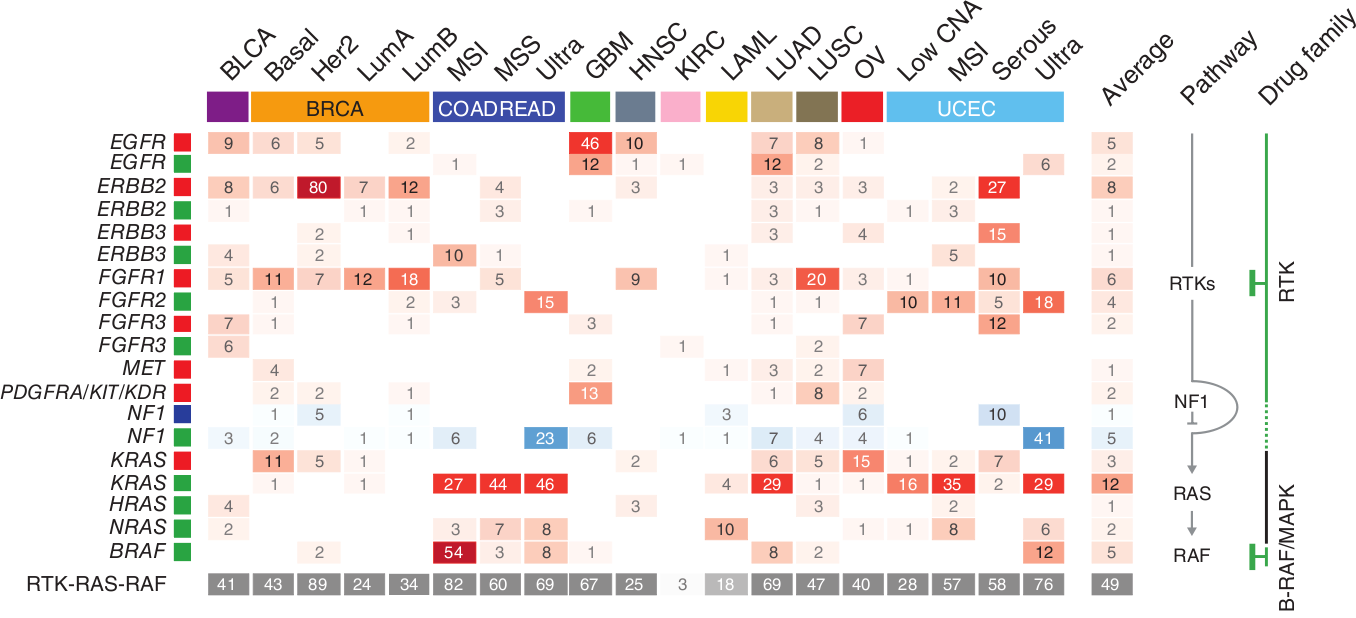 BLCA Basal Her2 LumA LumB MSI MSS Ultra GBM HNSC KIRC LAML LUAD LUSC OV Low CNA MSI Serous Ultra Average Pathway Drug family
BRCA COADREAD UCEC
EGFR 9 6 5 2 46 10 7 8 1 5
EGFR 1 12 1 1 12 2 6 2
ERBB2 8 6 80 7 12 4 3 3 3 3 2 27 8
ERBB2 1 1 1 3 1 3 1 1 3 1
ERBB3 2 1 3 4 15 1
ERBB3 4 2 10 1 1 5 1
FGFR1 5 11 7 12 18 5 9 1 3 20 3 1 10 6
FGFR2 1 2 3 15 1 1 10 11 5 18 4
FGFR3 7 1 1 3 1 7 12 2
FGFR3 6 1 2
MET 4 2 1 3 2 7 1
PDGFRA/KIT/KDR 2 2 1 13 1 8 2 2
NF1 1 5 1 3 6 10 1
NF1 3 2 1 1 6 23 6 1 1 7 4 4 1 41 5
KRAS 11 5 1 2 6 5 15 1 2 7 3
KRAS 1 1 27 44 46 4 29 1 1 16 35 2 29 12
HRAS 4 3 3 2 1
NRAS 2 3 7 8 10 1 1 8 6 2
BRAF 2 54 3 8 1 8 2 12 5
RTK-RAS-RAF 41 43 89 24 34 82 60 69 67 25 3 18 69 47 40 28 57 58 76 49
RTKs
NF1
RAS
RAF
RTK
B-RAF/MAPK